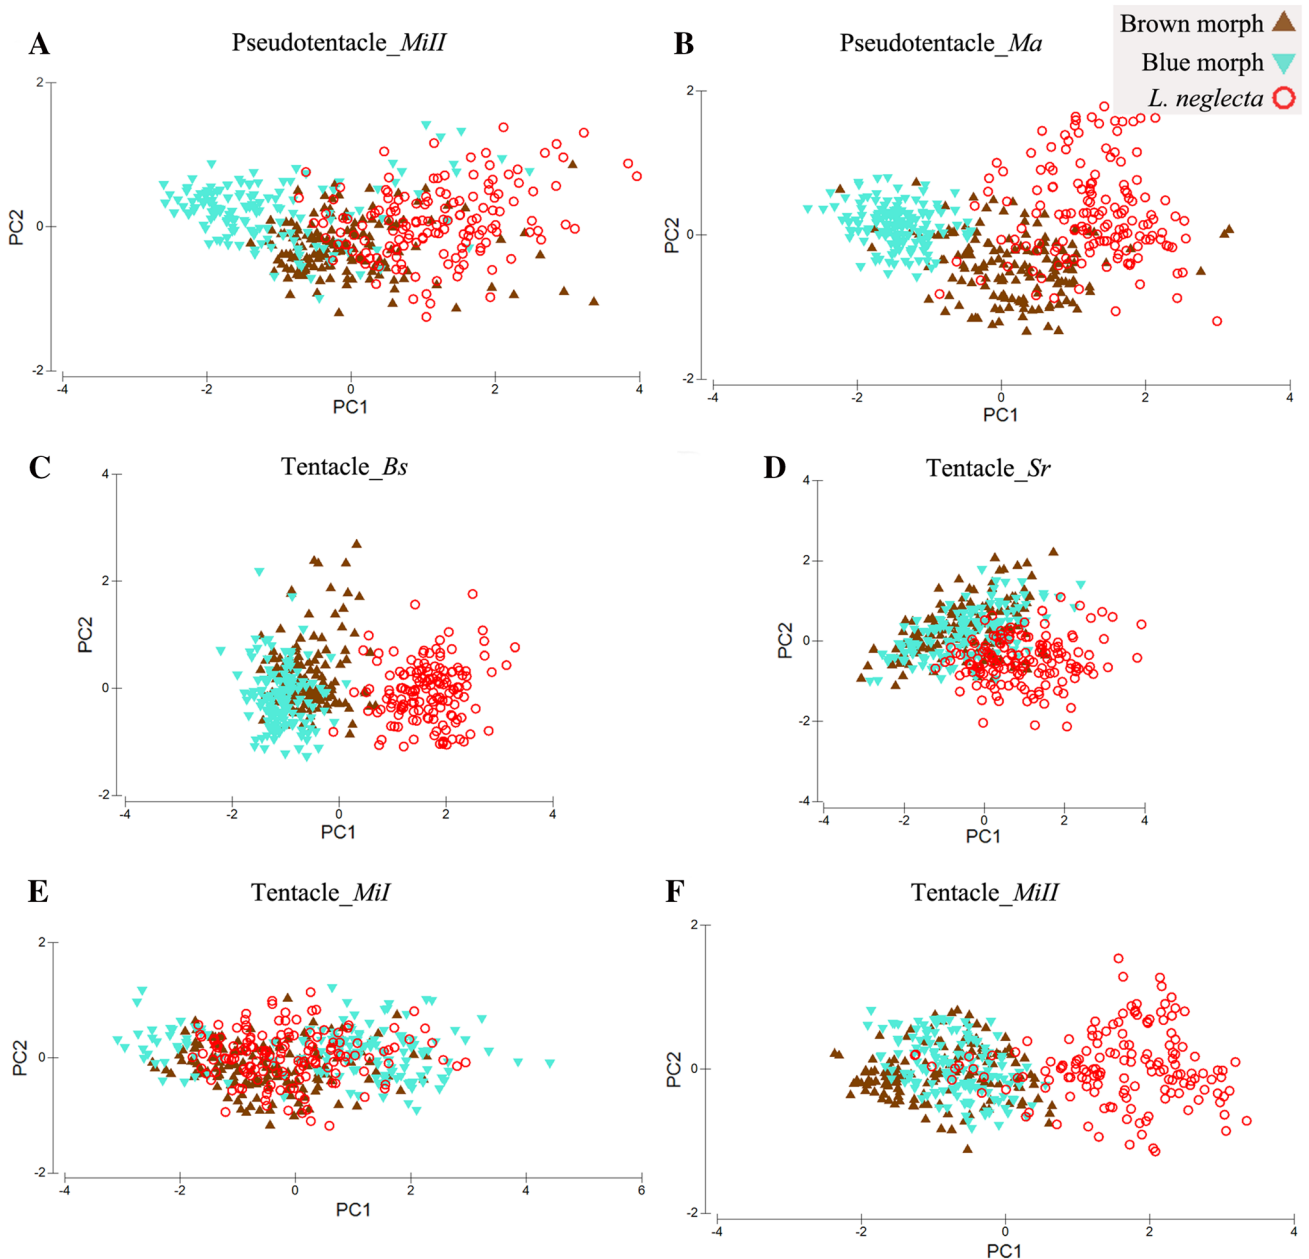 Brown morph
Blue morph
L. neglecta
A
Pseudotentacle_MiII
2
0
-2
PC2
-4
-2
0
2
4
PC1
B
Pseudotentacle_Ma
2
0
-2
PC2
-4
-2
0
2
4
PC1
C
Tentacle_Bs
4
2
0
-2
PC2
-4
-2
0
2
4
PC1
D
Tentacle_Sr
4
2
0
-2
-4
PC2
-4
-2
0
2
4
PC1
E
Tentacle_MiI
2
0
-2
PC2
-4
-2
0
2
4
6
PC1
F
Tentacle_MiII
2
0
-2
PC2
-4
-2
0
2
4
PC1